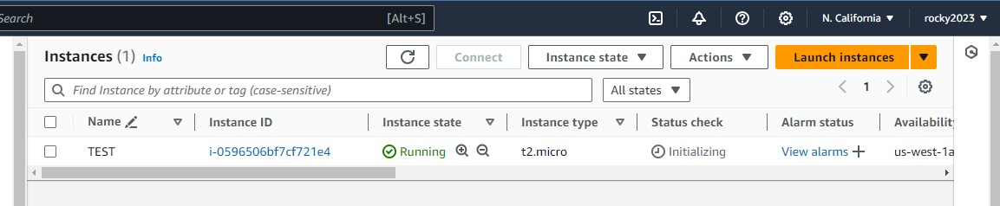 Search [Alt+S] N. California rocky2023
Instances (1) Info Connect Instance state Actions Launch instances
Find Instance by attribute or tag (case-sensitive) All states 1
Name Instance ID Instance state Instance type Status check Alarm status Availability
TEST i-0596506bf7cf721e4 Running t2.micro Initializing View alarms us-west-1a